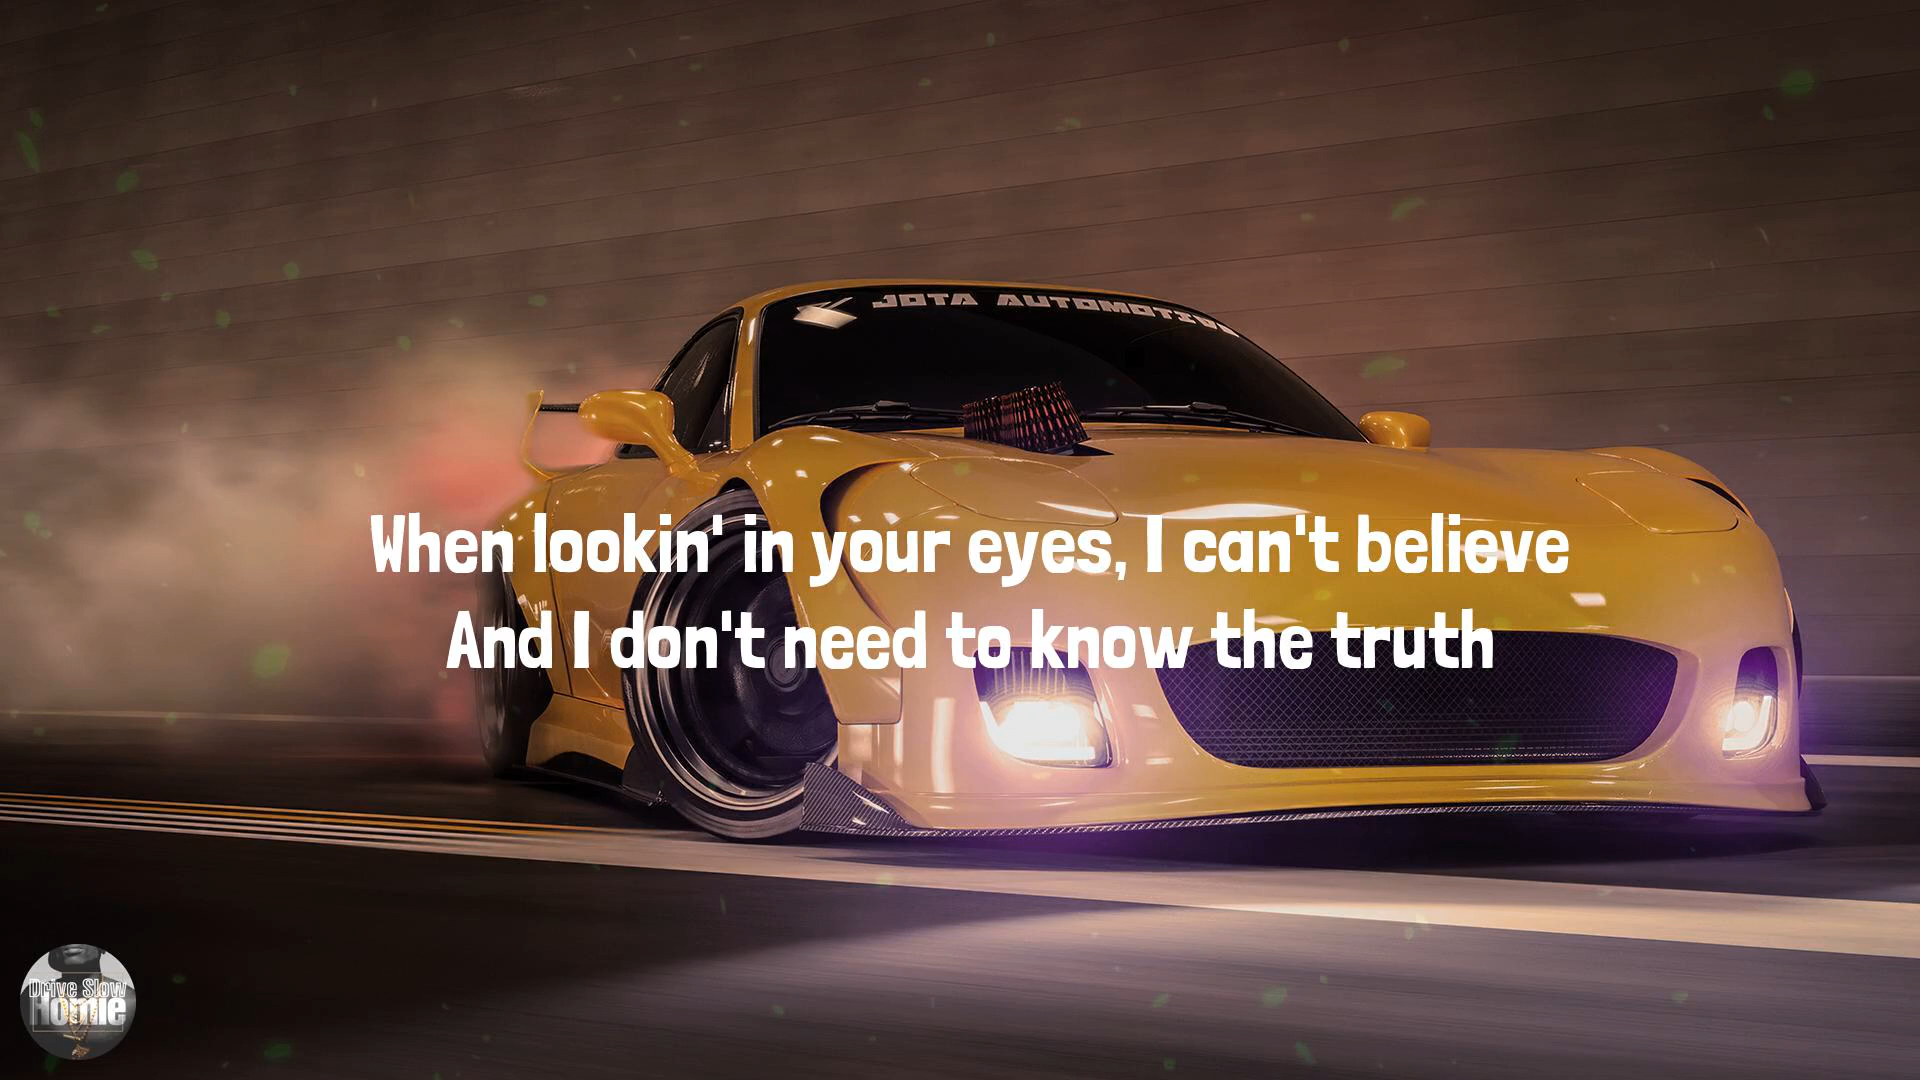 JOTA AUTOMOTIVE
When lookin' in your eyes, I can't believe
And I don't need to know the truth
Drive Slow
Homie